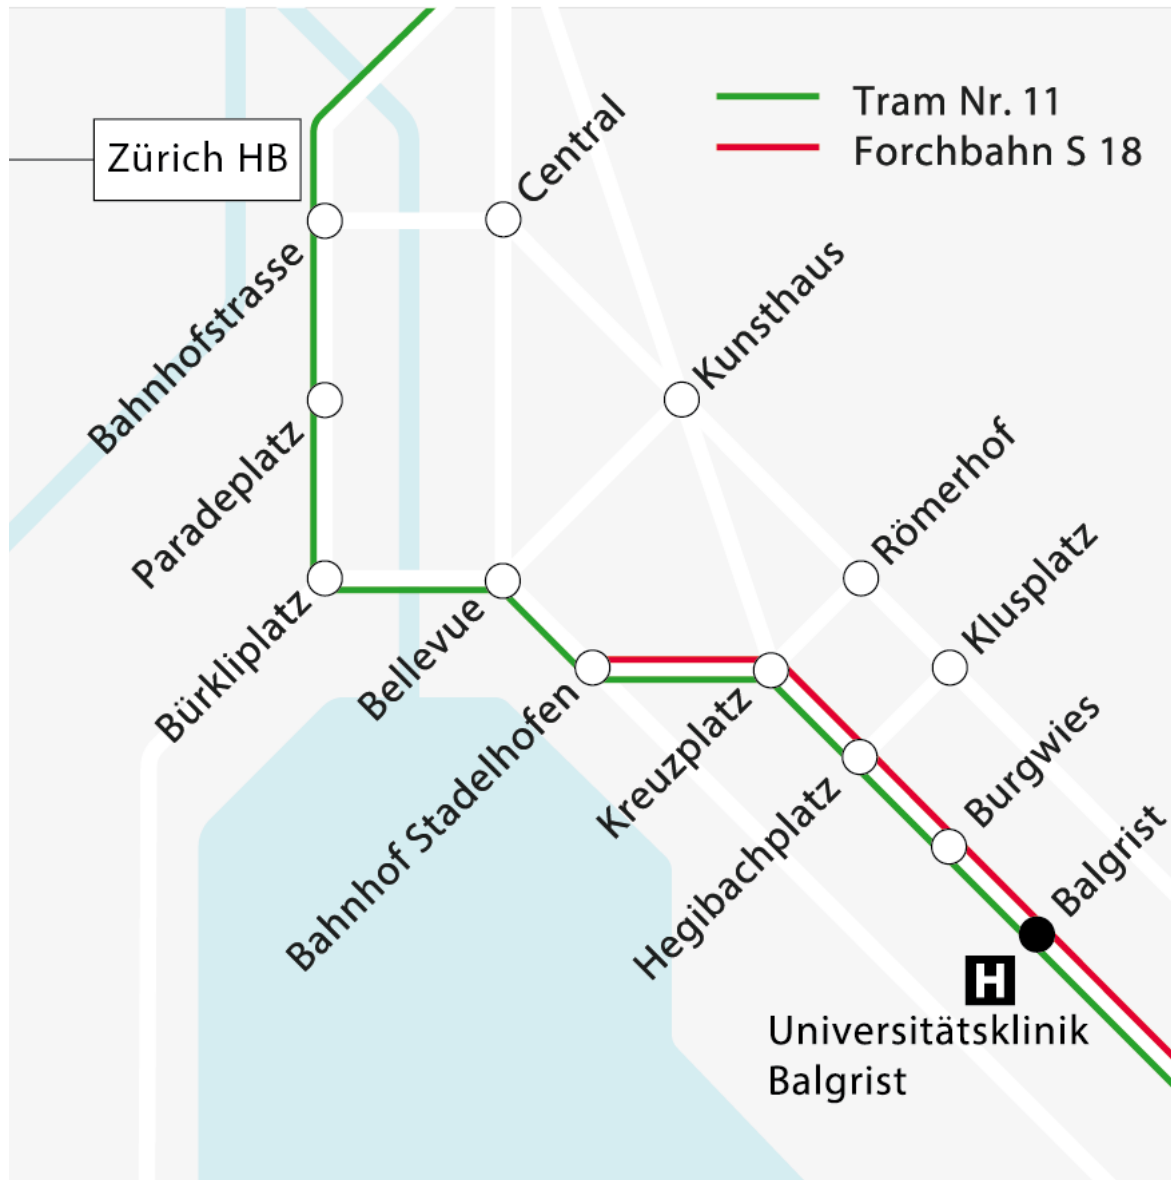 Tram Nr. 11
Forchbahn S 18
Zürich HB
Central
Bahnhofstrasse
Kunsthaus
Paradeplatz
Römerhof
Bürkliplatz
Bellevue
Klusplatz
Bahnhof Stadelhofen
Kreuzplatz
Hegibachplatz
Burgwies
Balgrist
H
Universitätsklinik
Balgrist